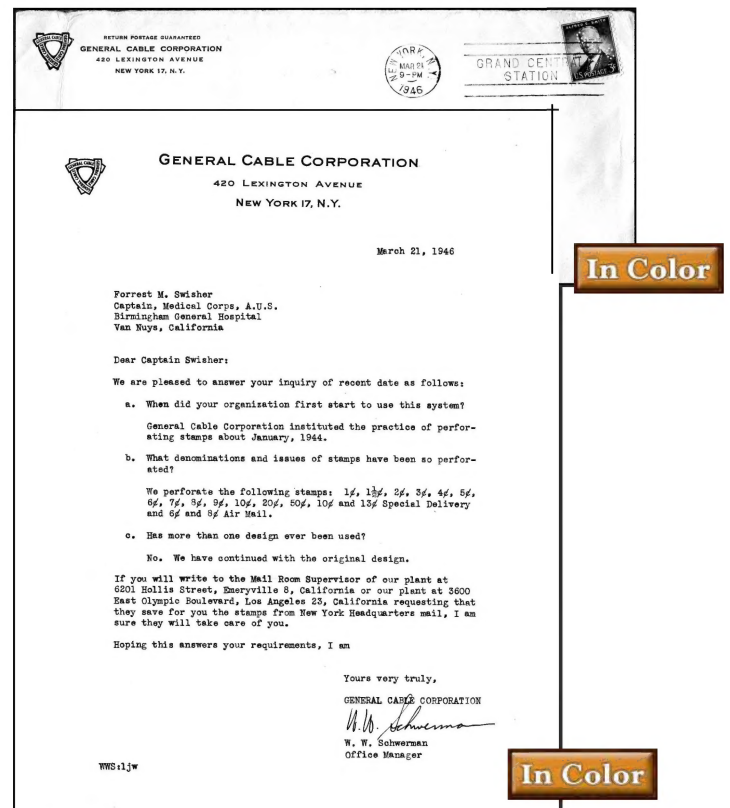 RETURN POSTAGE GUARANTEED
GENERAL CABLE CORPORATION
420 LEXINGTON AVENUE
NEW YORK 17, N. Y.
GENERAL CABLE
NEW YORK, N.Y.
MAR 21
9-PM
1946
GRAND CENTRAL
STATION
ALFRED E. SMITH
US POSTAGE 3¢
GENERAL CABLE CORPORATION
420 LEXINGTON AVENUE
NEW YORK 17, N.Y.
GENERAL CABLE
March 21, 1946
In Color
Forrest M. Swisher
Captain, Medical Corps, A.U.S.
Birmingham General Hospital
Van Nuys, California
Dear Captain Swisher:
We are pleased to answer your inquiry of recent date as follows:
a. When did your organization first start to use this system?
General Cable Corporation instituted the practice of perfor-
ating stamps about January, 1944.
b. What denominations and issues of stamps have been so perfor-
ated?
We perforate the following stamps: 1¢, 1½¢, 2¢, 3¢, 4¢, 5¢,
6¢, 7¢, 8¢, 9¢, 10¢, 20¢, 50¢, 10¢ and 13¢ Special Delivery
and 6¢ and 8¢ Air Mail.
c. Has more than one design ever been used?
No. We have continued with the original design.
If you will write to the Mail Room Supervisor of our plant at
6201 Hollis Street, Emeryville 8, California or our plant at 3600
East Olympic Boulevard, Los Angeles 23, California requesting that
they save for you the stamps from New York Headquarters mail, I am
sure they will take care of you.
Hoping this answers your requirements, I am
Yours very truly,
GENERAL CABLE CORPORATION
W. W. Schwerman
W. W. Schwerman
Office Manager
WWS:ljw
In Color